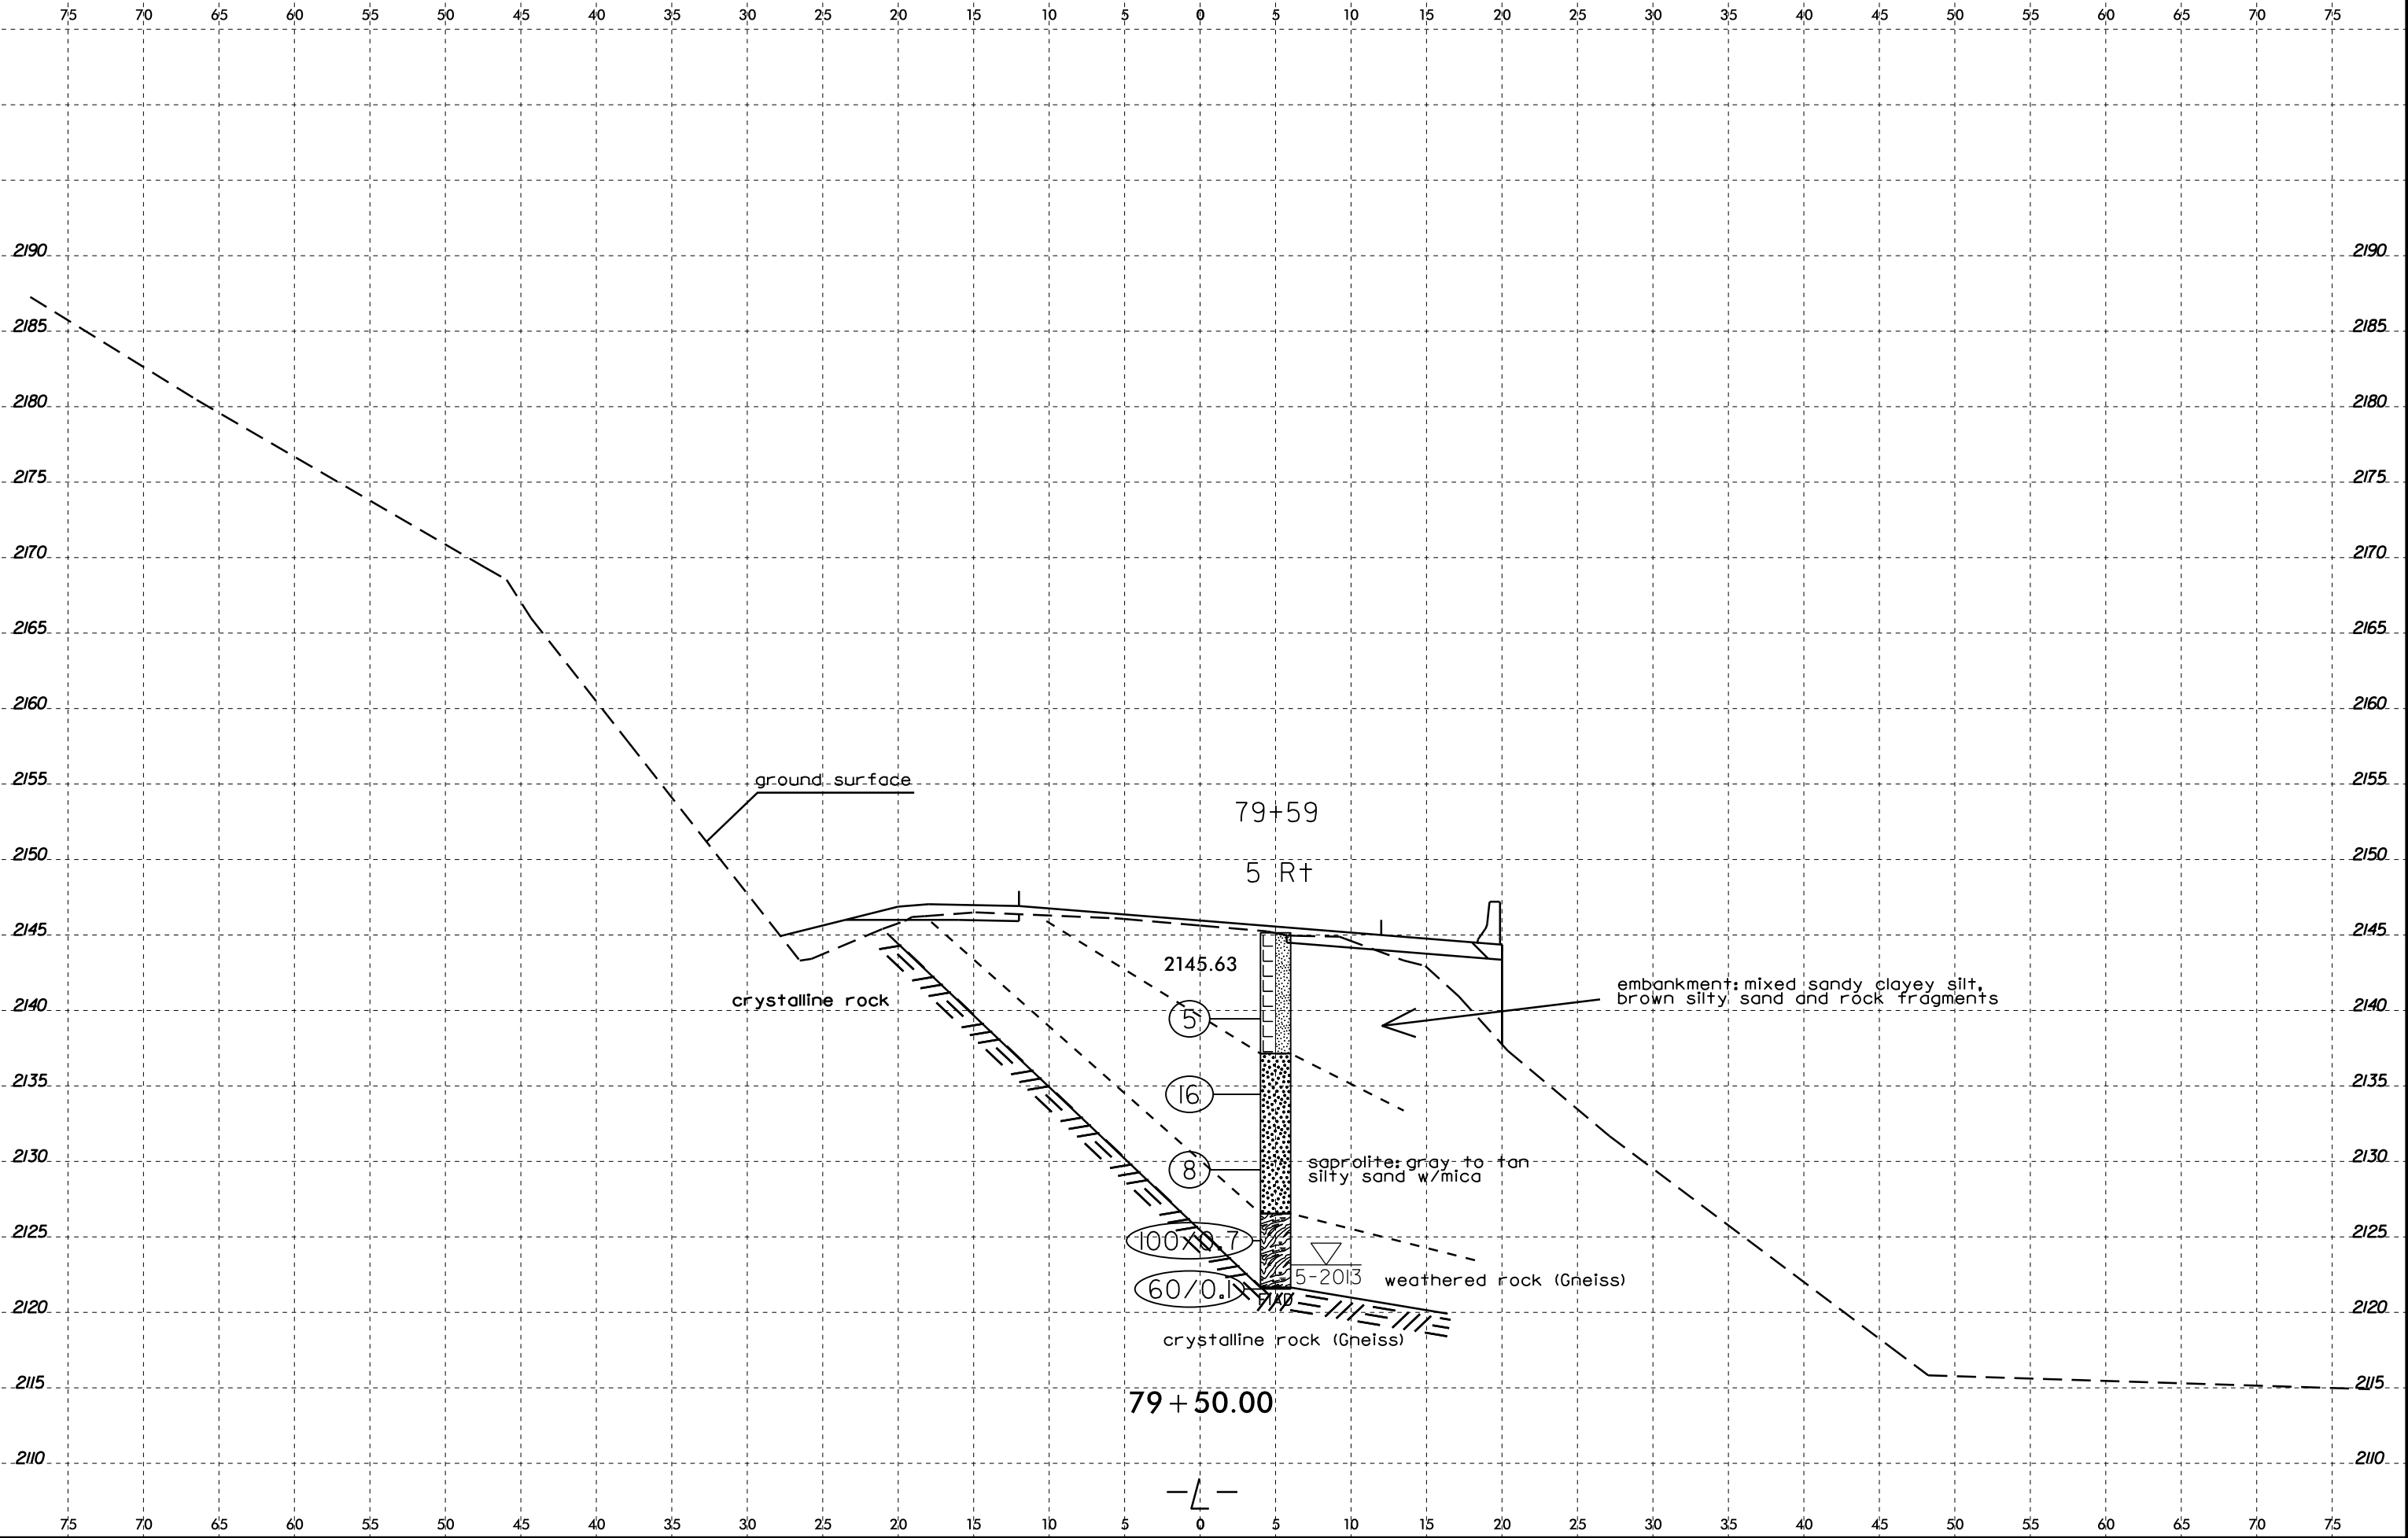 75 70 65 60 55 50 45 40 35 30 25 20 15 10 5 0 5 10 15 20 25 30 35 40 45 50 55 60 65 70 75
2190 2190
2185 2185
2180 2180
2175 2175
2170 2170
2165 2165
2160 2160
2155 2155
ground surface
79+59
2150 2150
5 Rt
2145 2145
2145.63
embankment: mixed sandy clayey silt,
brown silty sand and rock fragments
crystalline rock
2140 2140
5
2135 2135
16
2130 2130
saprolite: gray to tan
silty sand w/mica
8
2125 2125
100/0.7
5-2013
weathered rock (Gneiss)
60/0.1
FIAD
2120 2120
crystalline rock (Gneiss)
2115 2115
79+50.00
2110 2110
-L-
75 70 65 60 55 50 45 40 35 30 25 20 15 10 5 0 5 10 15 20 25 30 35 40 45 50 55 60 65 70 75